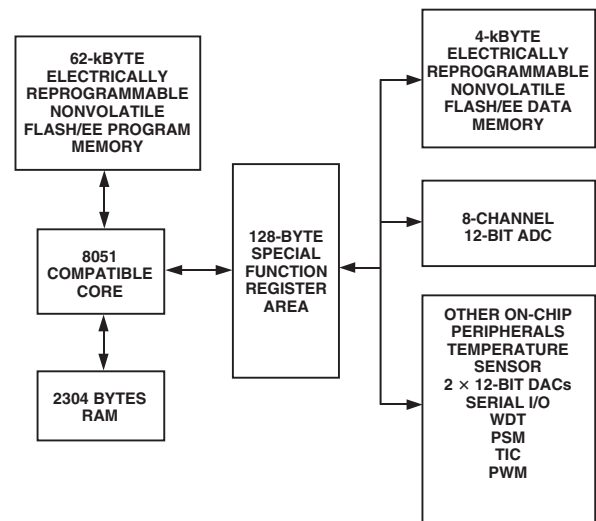 62-kBYTE
ELECTRICALLY
REPROGRAMMABLE
NONVOLATILE
FLASH/EE PROGRAM
MEMORY
8051
COMPATIBLE
CORE
2304 BYTES
RAM
128-BYTE
SPECIAL
FUNCTION
REGISTER
AREA
4-kBYTE
ELECTRICALLY
REPROGRAMMABLE
NONVOLATILE
FLASH/EE DATA
MEMORY
8-CHANNEL
12-BIT ADC
OTHER ON-CHIP
PERIPHERALS
TEMPERATURE
SENSOR
2 × 12-BIT DACs
SERIAL I/O
WDT
PSM
TIC
PWM